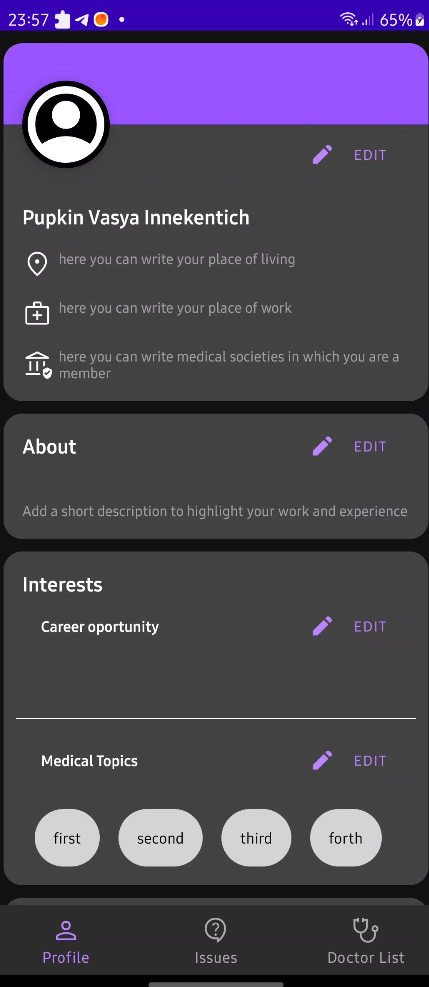 23:57 65%
EDIT
Pupkin Vasya Innekentich
here you can write your place of living
here you can write your place of work
here you can write medical societies in which you are a
member
About EDIT
Add a short description to highlight your work and experience
Interests
Career oportunity EDIT
Medical Topics EDIT
first second third forth
Profile Issues Doctor List